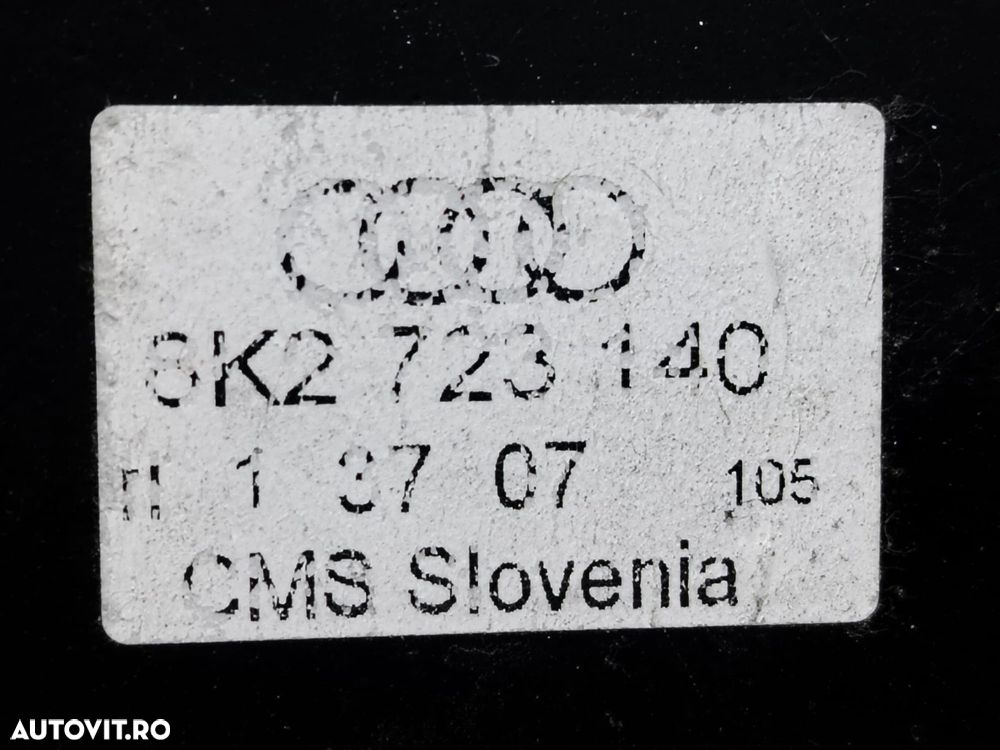 8K2 723 140
1 37 07 105
CMS Slovenia
AUTOVIT.RO